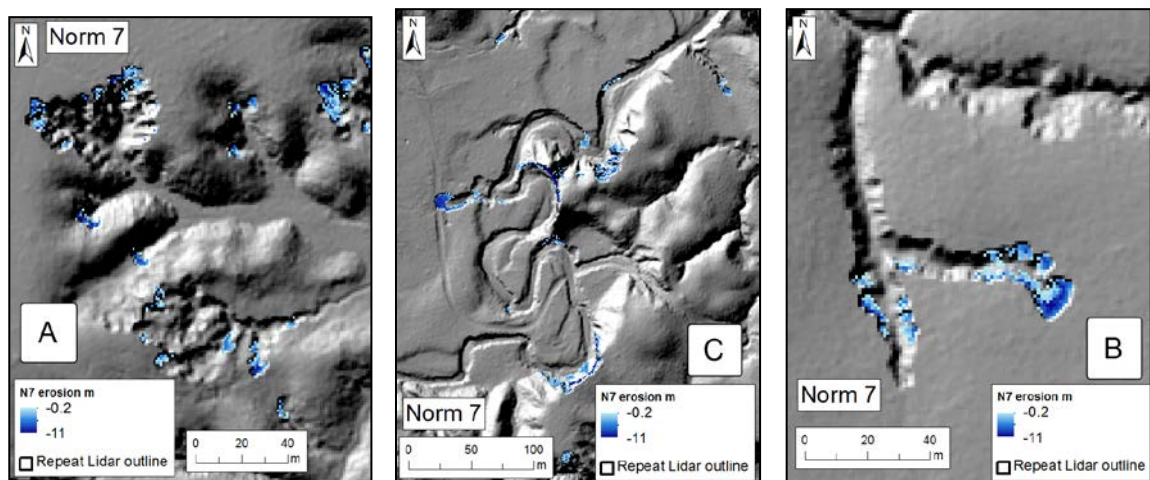 N
Norm 7
A
N7 erosion m
-0.2
-11
0 20 40
m
Repeat Lidar outline
N
C
Norm 7
N7 erosion m
-0.2
-11
0 50 100
m
Repeat Lidar outline
N
B
Norm 7
N7 erosion m
-0.2
-11
0 20 40
m
Repeat Lidar outline